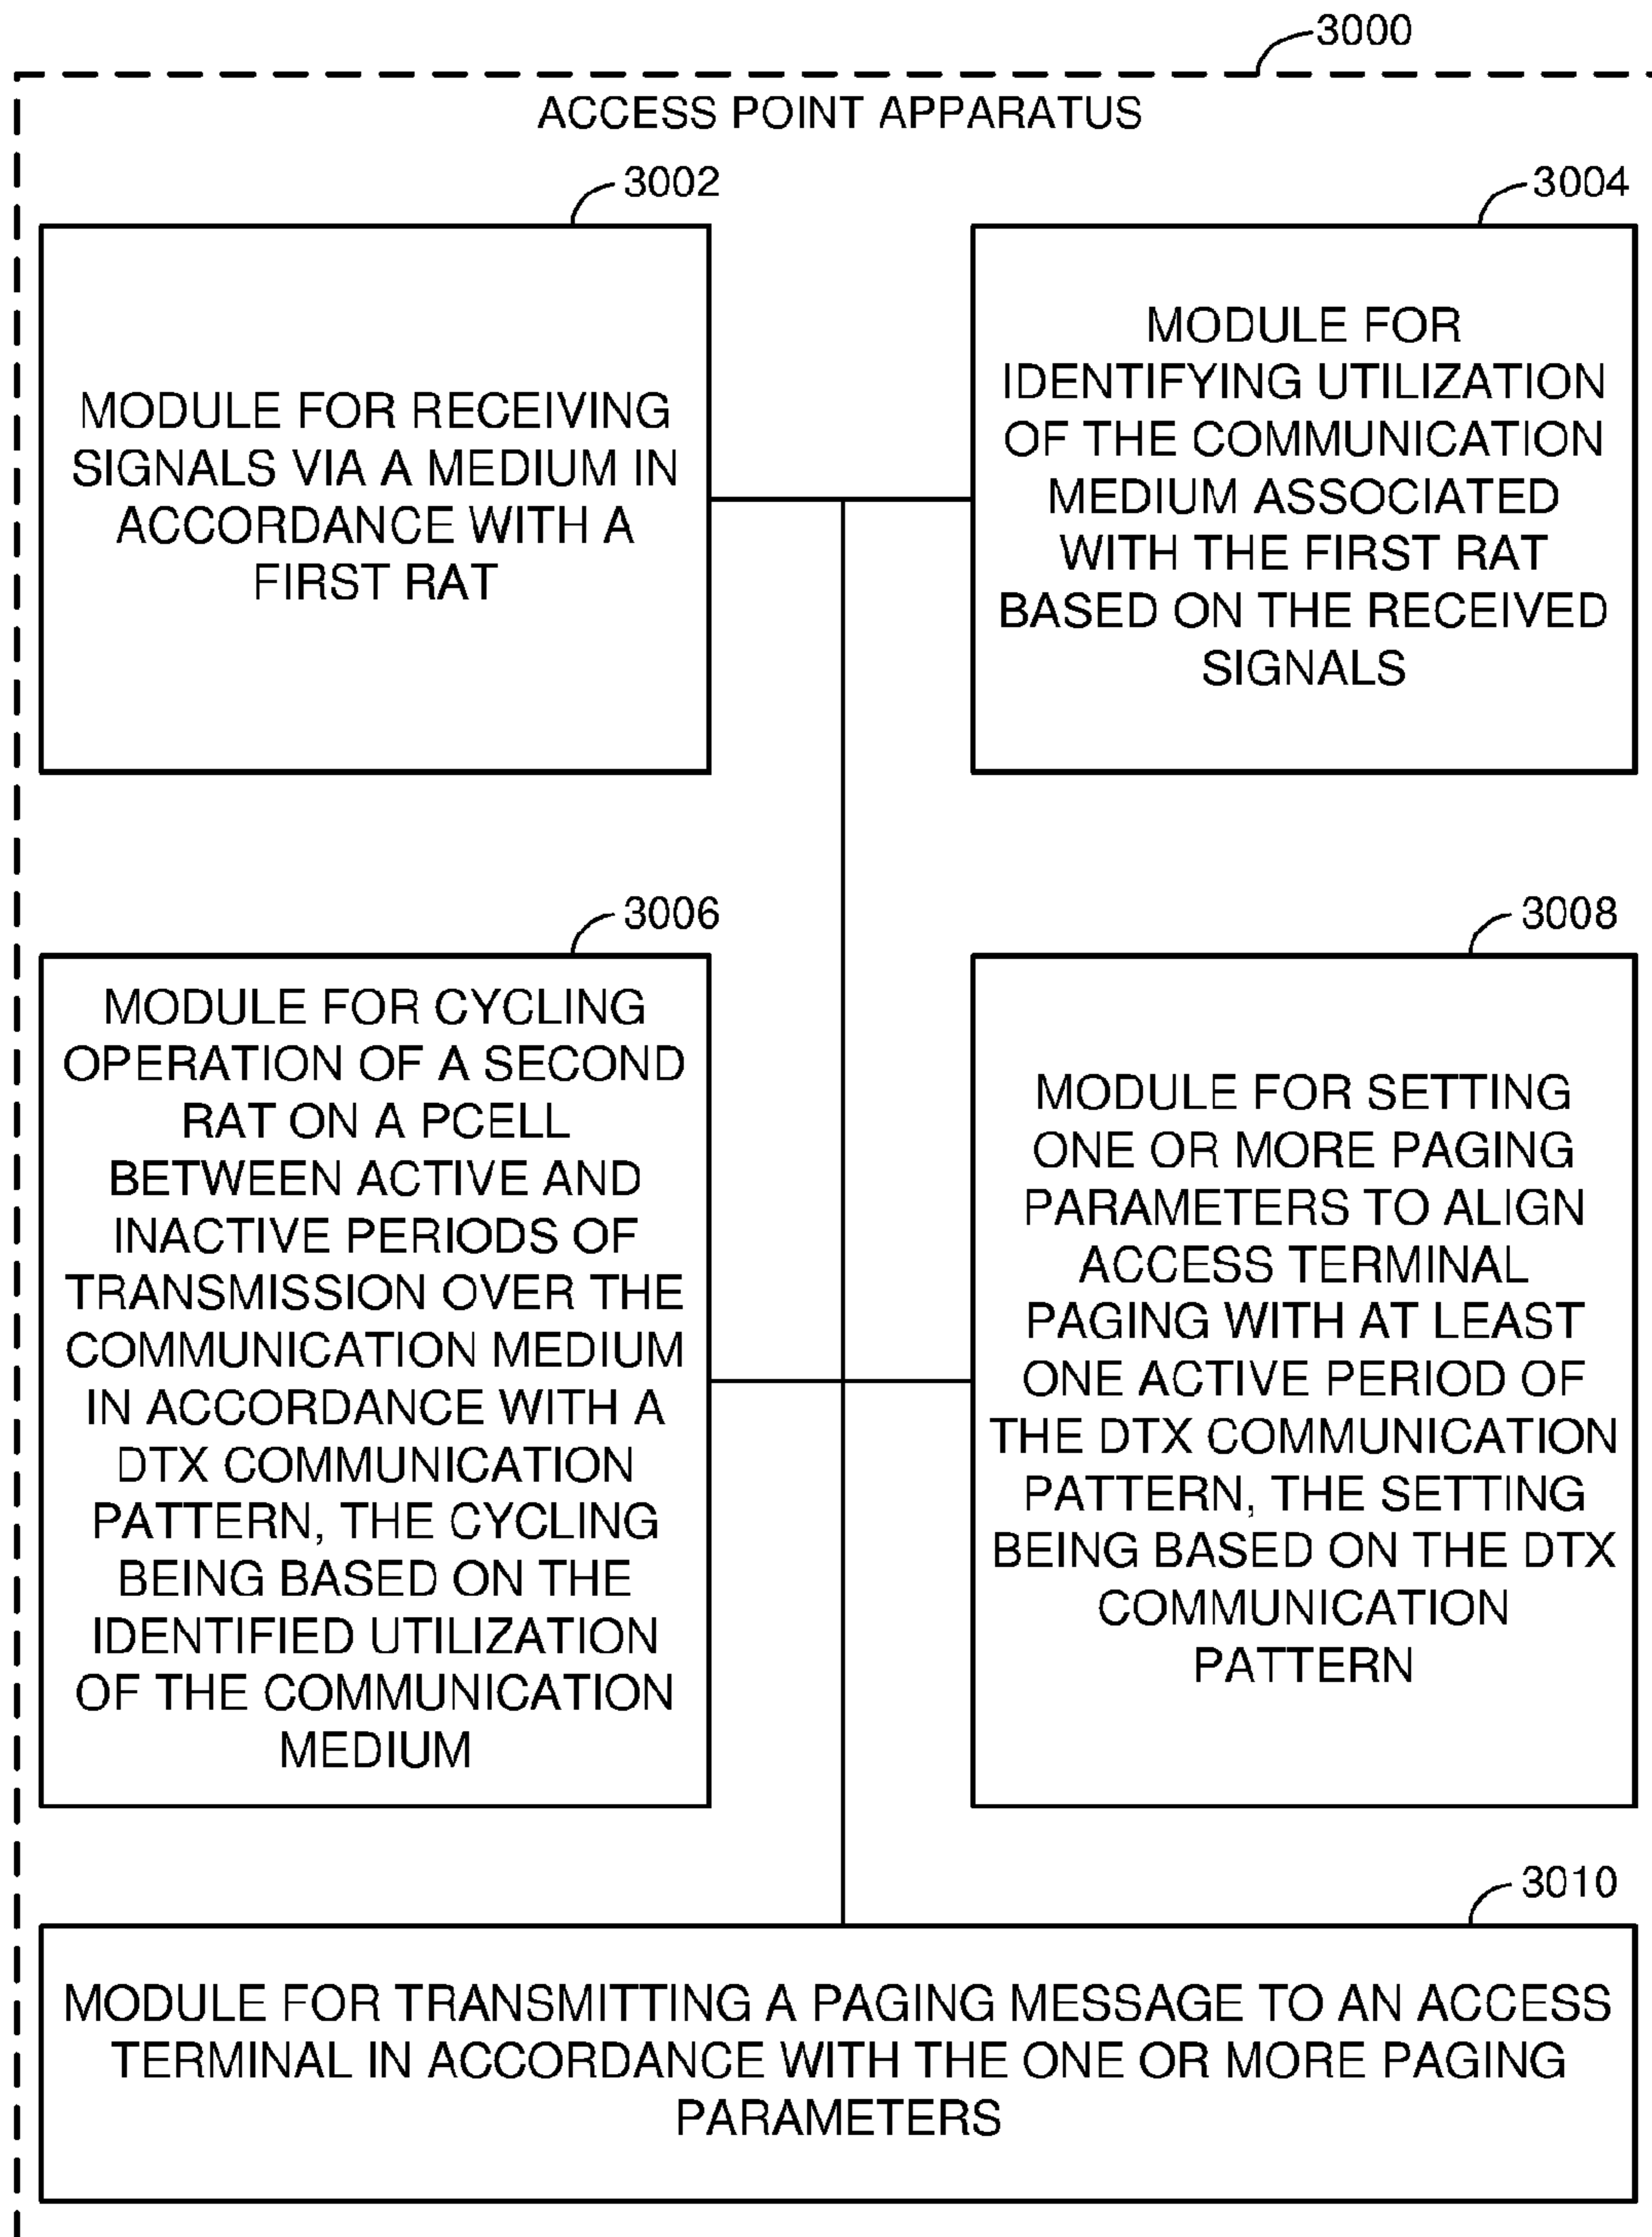 3000
ACCESS POINT APPARATUS
3002
MODULE FOR RECEIVING
SIGNALS VIA A MEDIUM IN
ACCORDANCE WITH A
FIRST RAT
3004
MODULE FOR
IDENTIFYING UTILIZATION
OF THE COMMUNICATION
MEDIUM ASSOCIATED
WITH THE FIRST RAT
BASED ON THE RECEIVED
SIGNALS
3006
MODULE FOR CYCLING
OPERATION OF A SECOND
RAT ON A PCELL
BETWEEN ACTIVE AND
INACTIVE PERIODS OF
TRANSMISSION OVER THE
COMMUNICATION MEDIUM
IN ACCORDANCE WITH A
DTX COMMUNICATION
PATTERN, THE CYCLING
BEING BASED ON THE
IDENTIFIED UTILIZATION
OF THE COMMUNICATION
MEDIUM
3008
MODULE FOR SETTING
ONE OR MORE PAGING
PARAMETERS TO ALIGN
ACCESS TERMINAL
PAGING WITH AT LEAST
ONE ACTIVE PERIOD OF
THE DTX COMMUNICATION
PATTERN, THE SETTING
BEING BASED ON THE DTX
COMMUNICATION
PATTERN
3010
MODULE FOR TRANSMITTING A PAGING MESSAGE TO AN ACCESS
TERMINAL IN ACCORDANCE WITH THE ONE OR MORE PAGING
PARAMETERS